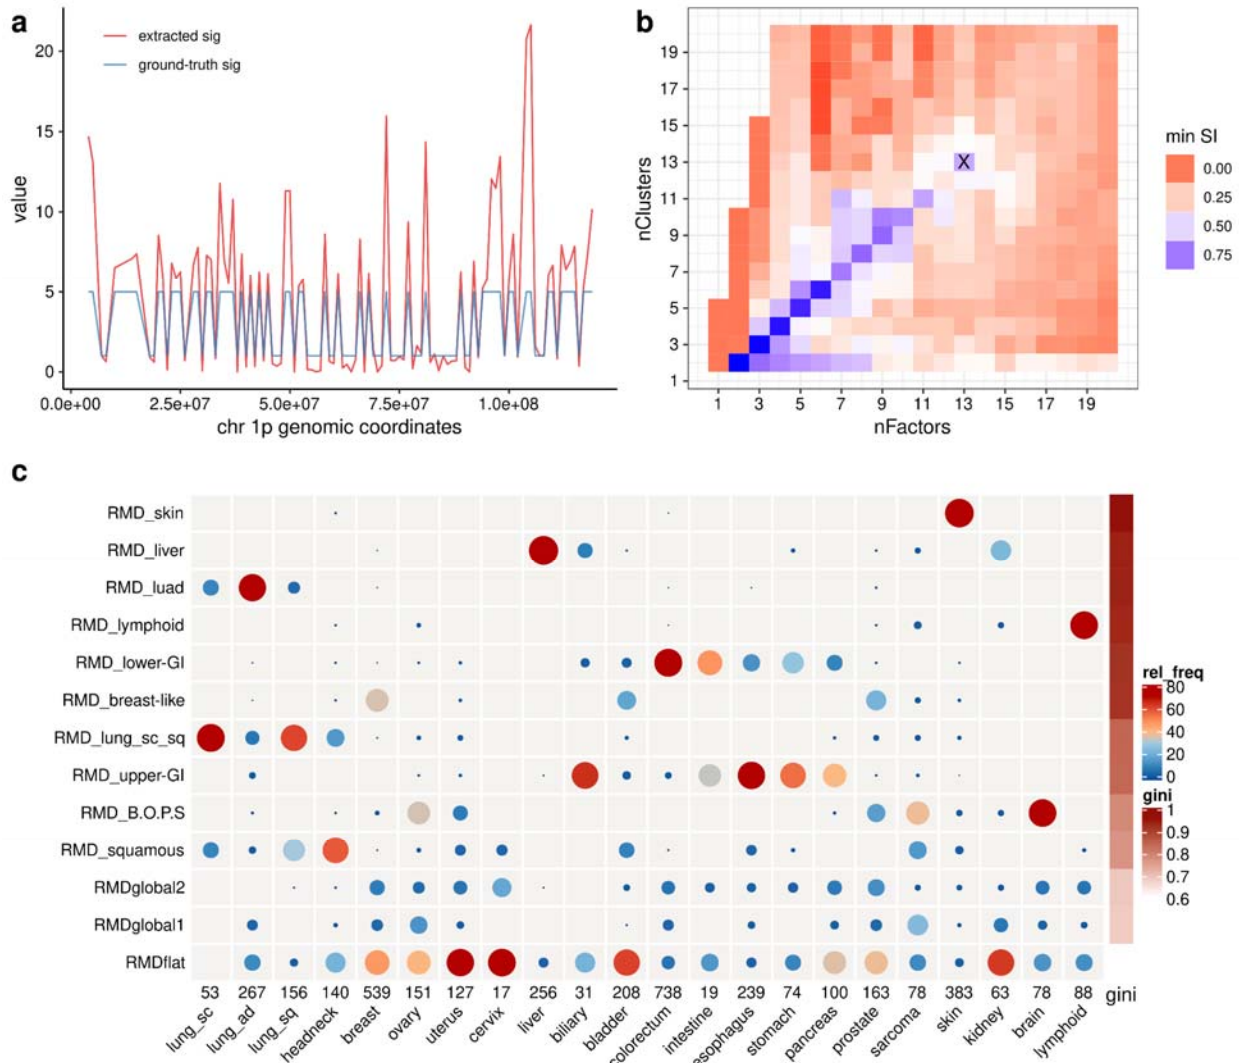 a
extracted sig
ground-truth sig
value
20
15
10
5
0
0.0e+00 2.5e+07 5.0e+07 7.5e+07 1.0e+08
chr 1p genomic coordinates
b
nClusters
19
17
15
13
11
9
7
5
3
1
X
1 3 5 7 9 11 13 15 17 19
nFactors
min SI
0.00
0.25
0.50
0.75
c
RMD_skin
RMD_liver
RMD_luad
RMD_lymphoid
RMD_lower-GI
RMD_breast-like
RMD_lung_sc_sq
RMD_upper-GI
RMD_B.O.P.S
RMD_squamous
RMDglobal2
RMDglobal1
RMDflat
53 267 156 140 539 151 127 17 256 31 208 738 19 239 74 100 163 78 383 63 78 88 gini
lung_sc lung_ad lung_sq headneck breast ovary uterus cervix liver biliary bladder colorectum intestine esophagus stomach pancreas prostate sarcoma skin kidney brain lymphoid
rel_freq
80
60
40
20
0
gini
1
0.9
0.8
0.7
0.6